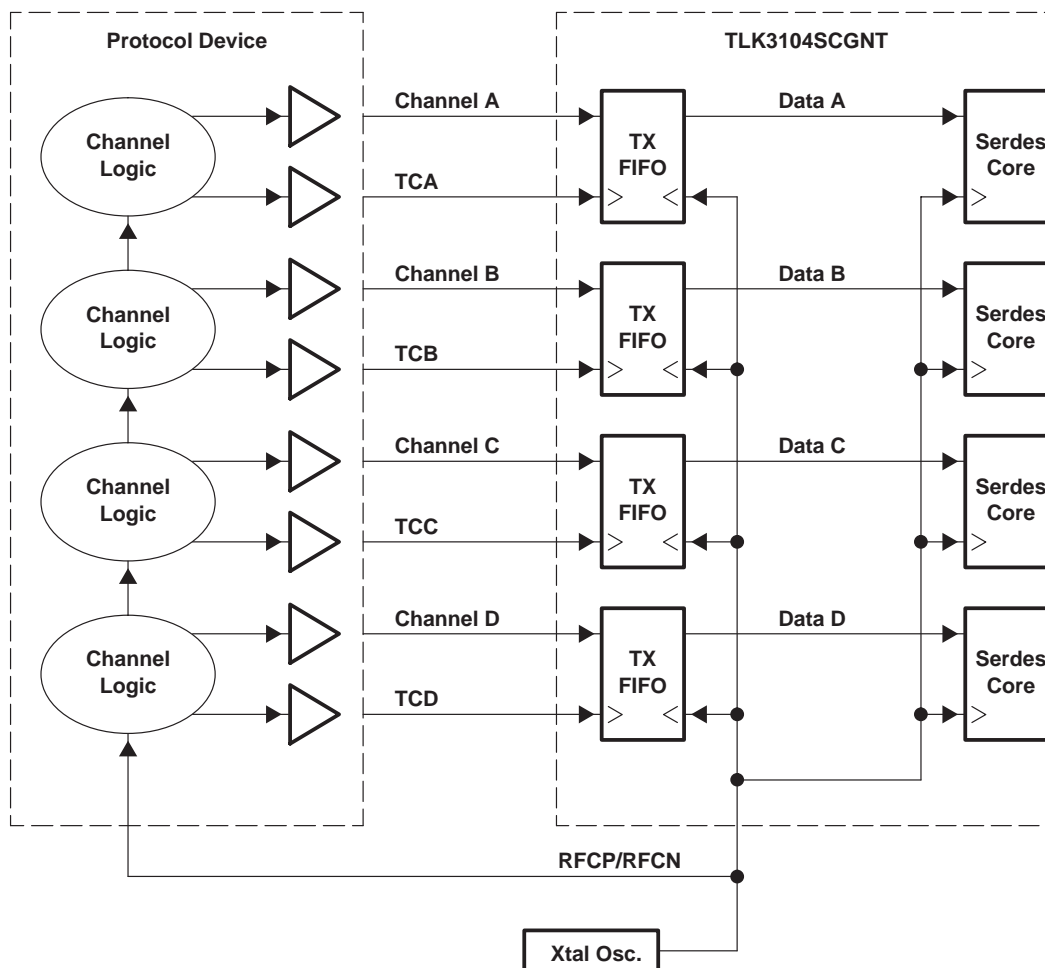 Protocol Device
TLK3104SCGNT
Channel Logic
Channel A
TCA
TX FIFO
Data A
Serdes Core
Channel Logic
Channel B
TCB
TX FIFO
Data B
Serdes Core
Channel Logic
Channel C
TCC
TX FIFO
Data C
Serdes Core
Channel Logic
Channel D
TCD
TX FIFO
Data D
Serdes Core
RFCP/RFCN
Xtal Osc.